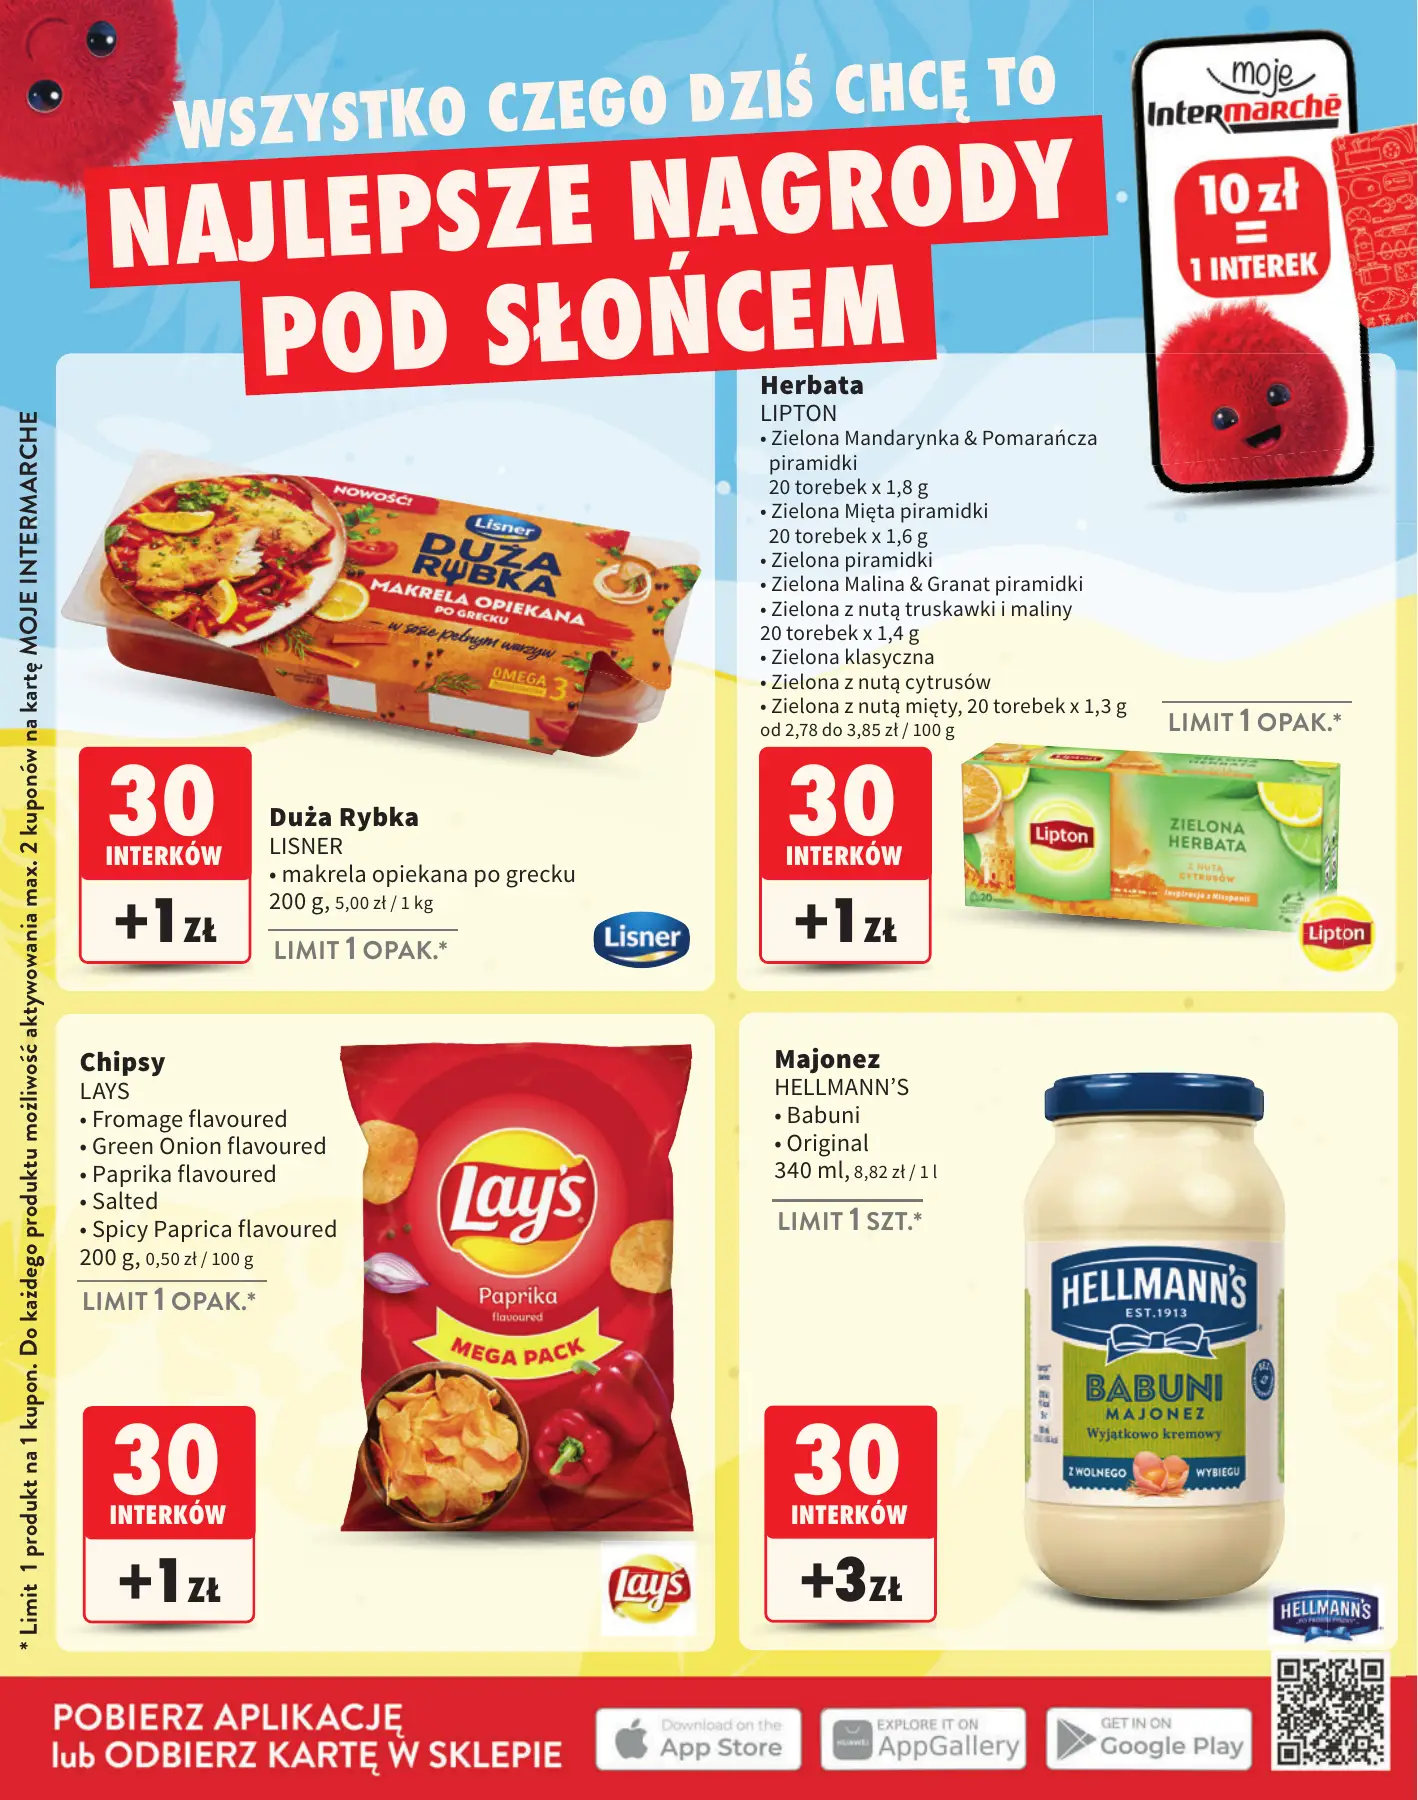 WSZYSTKO CZEGO DZIŚ CHCĘ TO
NAJLEPSZE NAGRODY
POD SŁOŃCEM
moje
InterMARCHĒ
10 zł
=
1 INTEREK
* Limit 1 produkt na 1 kupon. Do każdego produktu możliwość aktywowania max. 2 kuponów na kartę MOJE INTERMARCHE
NOWOŚĆ!
Lisner
DUŻA
RYBKA
MAKRELA OPIEKANA
PO GRECKU
w sosie pełnym warzyw
OMEGA 3
30
INTERKÓW
+1 ZŁ
Duża Rybka
LISNER
• makrela opiekana po grecku
200 g, 5,00 zł / 1 kg
LIMIT 1 OPAK.*
Lisner
Herbata
LIPTON
• Zielona Mandarynka & Pomarańcza
piramidki
20 torebek x 1,8 g
• Zielona Mięta piramidki
20 torebek x 1,6 g
• Zielona piramidki
• Zielona Malina & Granat piramidki
• Zielona z nutą truskawki i maliny
20 torebek x 1,4 g
• Zielona klasyczna
• Zielona z nutą cytrusów
• Zielona z nutą mięty, 20 torebek x 1,3 g
od 2,78 do 3,85 zł / 100 g
LIMIT 1 OPAK.*
30
INTERKÓW
+1 ZŁ
Lipton
ZIELONA
HERBATA
Z NUTĄ
CYTRUSÓW
Inspiracja z Hiszpanii
20
Lipton
Chipsy
LAYS
• Fromage flavoured
• Green Onion flavoured
• Paprika flavoured
• Salted
• Spicy Paprica flavoured
200 g, 0,50 zł / 100 g
LIMIT 1 OPAK.*
30
INTERKÓW
+1 ZŁ
Lay's
Paprika
flavoured
MEGA PACK
Lay's
Majonez
HELLMANN'S
• Babuni
• Original
340 ml, 8,82 zł / 1 l
LIMIT 1 SZT.*
30
INTERKÓW
+3 ZŁ
HELLMANN'S
EST. 1913
BABUNI
MAJONEZ
Wyjątkowo kremowy
Z WOLNEGO WYBIEGU
HELLMANN'S
POBIERZ APLIKACJĘ
lub ODBIERZ KARTĘ W SKLEPIE
Download on the
App Store
HUAWEI
EXPLORE IT ON
AppGallery
GET IN ON
Google Play